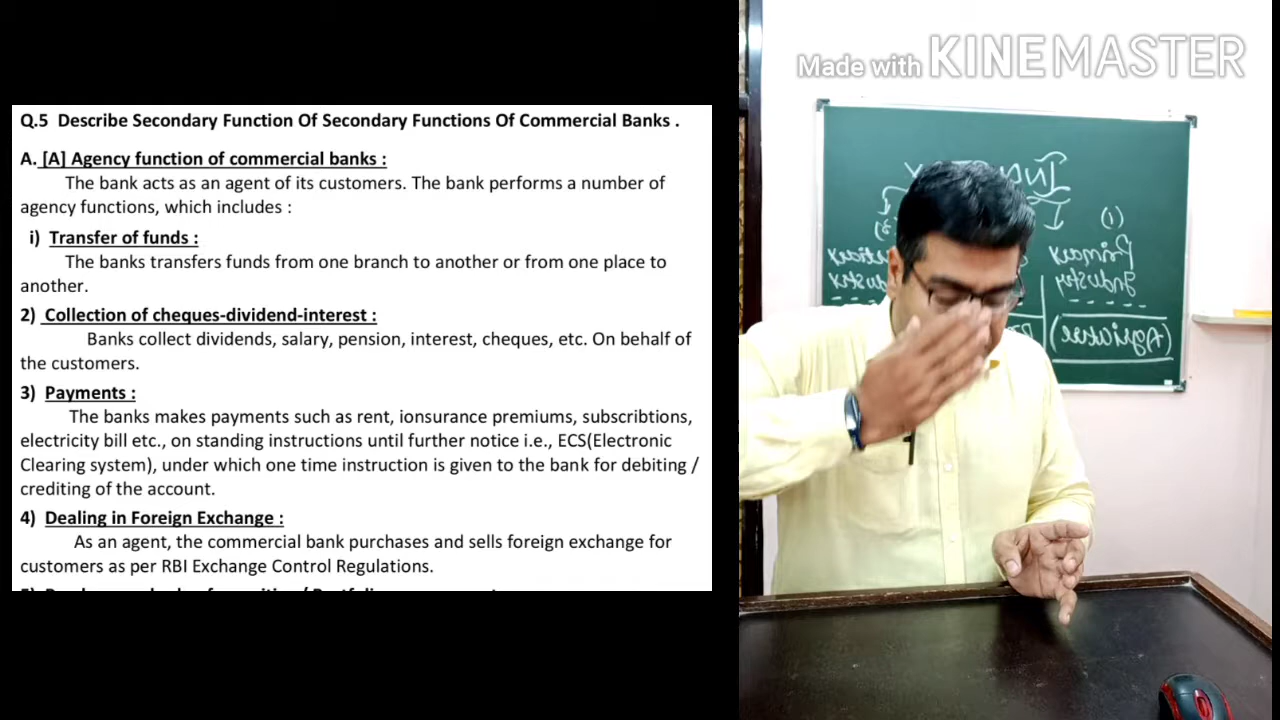 Made with KINEMASTER
Q.5 Describe Secondary Function Of Secondary Functions Of Commercial Banks .
A. [A] Agency function of commercial banks :
The bank acts as an agent of its customers. The bank performs a number of
agency functions, which includes :
i) Transfer of funds :
The banks transfers funds from one branch to another or from one place to
another.
2) Collection of cheques-dividend-interest :
Banks collect dividends, salary, pension, interest, cheques, etc. On behalf of
the customers.
3) Payments :
The banks makes payments such as rent, ionsurance premiums, subscribtions,
electricity bill etc., on standing instructions until further notice i.e., ECS(Electronic
Clearing system), under which one time instruction is given to the bank for debiting /
crediting of the account.
4) Dealing in Foreign Exchange :
As an agent, the commercial bank purchases and sells foreign exchange for
customers as per RBI Exchange Control Regulations.
(1)
Primary
Industry